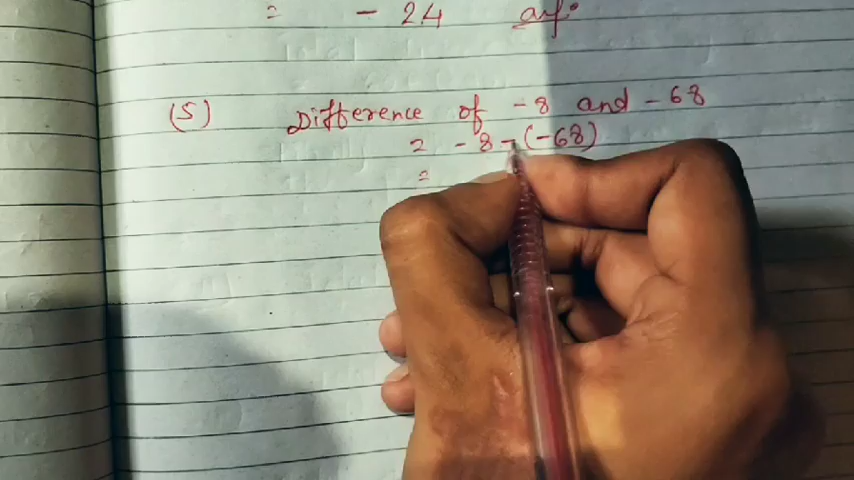 = - 24 Ans.
(5) Difference of -8 and -68
= -8-(-68)
=